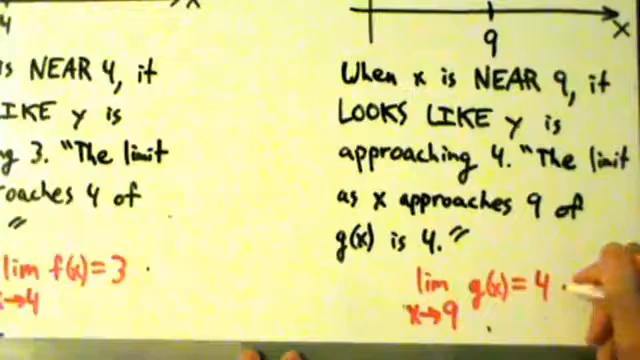 4
x
is NEAR 4, it
LIKE y is
3. "The limit
4 of
"
lim f(x) = 3
x→4
9
x
When x is NEAR 9, it
LOOKS LIKE y is
approaching 4. "The limit
as x approaches 9 of
g(x) is 4."
lim g(x) = 4
x→9